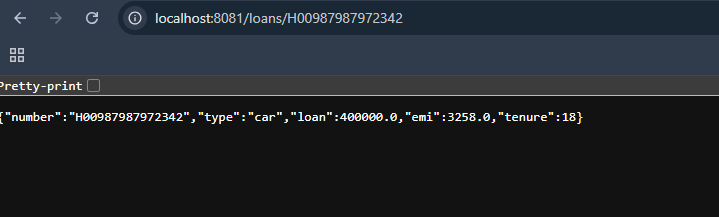 localhost:8081/loans/H00987987972342
Pretty-print
{"number":"H00987987972342","type":"car","loan":400000.0,"emi":3258.0,"tenure":18}